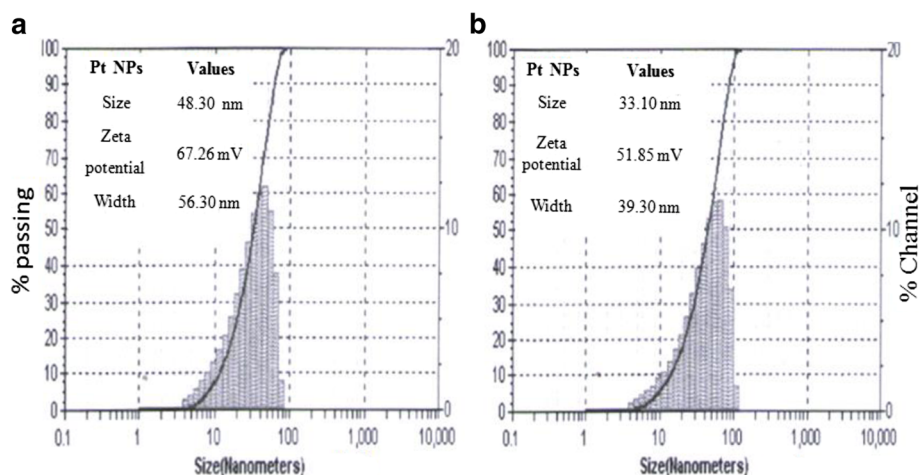 a
100
90
80
70
60
50
40
30
20
10
0
% passing
Pt NPs Values
Size 48.30 nm
Zeta
potential 67.26 mV
Width 56.30 nm
20
10
0
0.1 1 10 100 1,000 10,000
Size(Nanometers)
b
100
90
80
70
60
50
40
30
20
10
0
Pt NPs Values
Size 33.10 nm
Zeta
potential 51.85 mV
Width 39.30 nm
20
10
0
% Channel
0.1 1 10 100 1,000 10,000
Size(Nanometers)